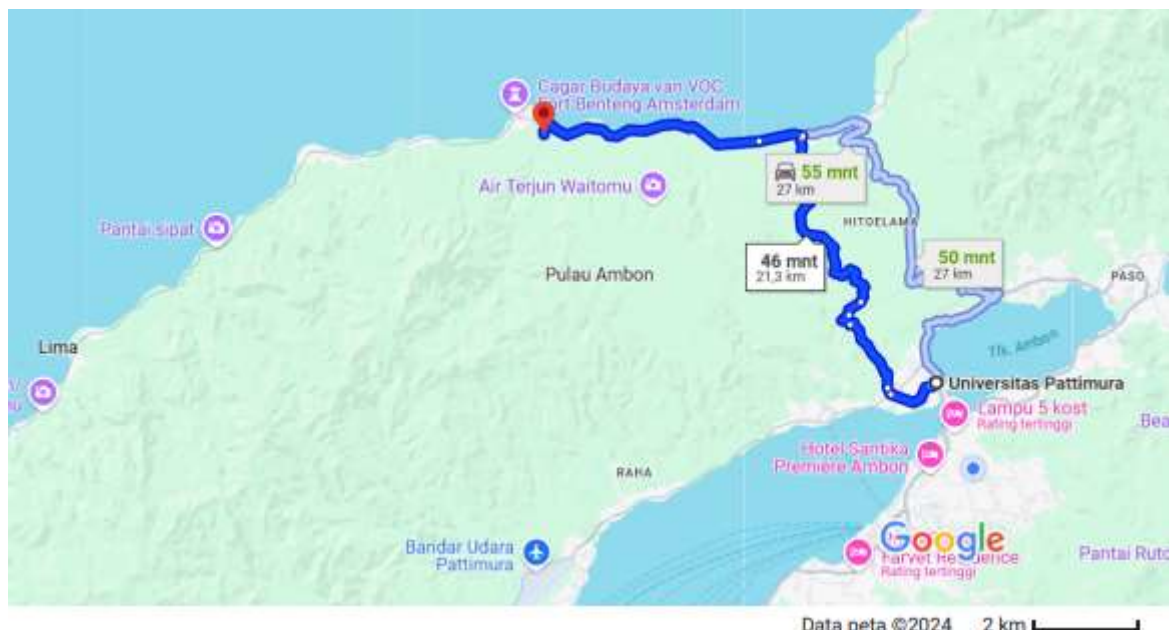 Cagar Budaya van VOC
Fort Benteng Amsterdam
55 mnt
27 km
Air Terjun Waitomu
HITOELAMA
Pantai sipat
46 mnt
21,3 km
Pulau Ambon
50 mnt
27 km
PASO
Lima
Tlk. Ambon
Universitas Pattimura
Lampu 5 kost
Rating tertinggi
Bea
Hotel Santika
Premiere Ambon
RAHA
Google
Bandar Udara
Pattimura
Rating tertinggi
Pantai Ruto
Data peta ©2024 2 km